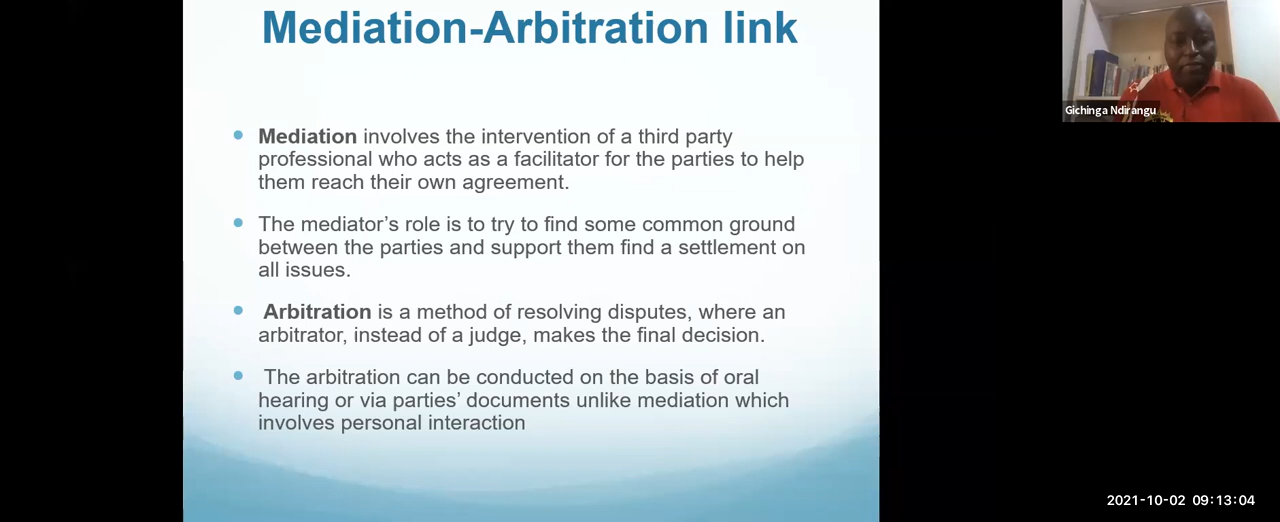 Mediation-Arbitration link
Gichinga Ndirangu
Mediation involves the intervention of a third party
professional who acts as a facilitator for the parties to help
them reach their own agreement.
The mediator's role is to try to find some common ground
between the parties and support them find a settlement on
all issues.
Arbitration is a method of resolving disputes, where an
arbitrator, instead of a judge, makes the final decision.
The arbitration can be conducted on the basis of oral
hearing or via parties' documents unlike mediation which
involves personal interaction
2021-10-02 09:13:04